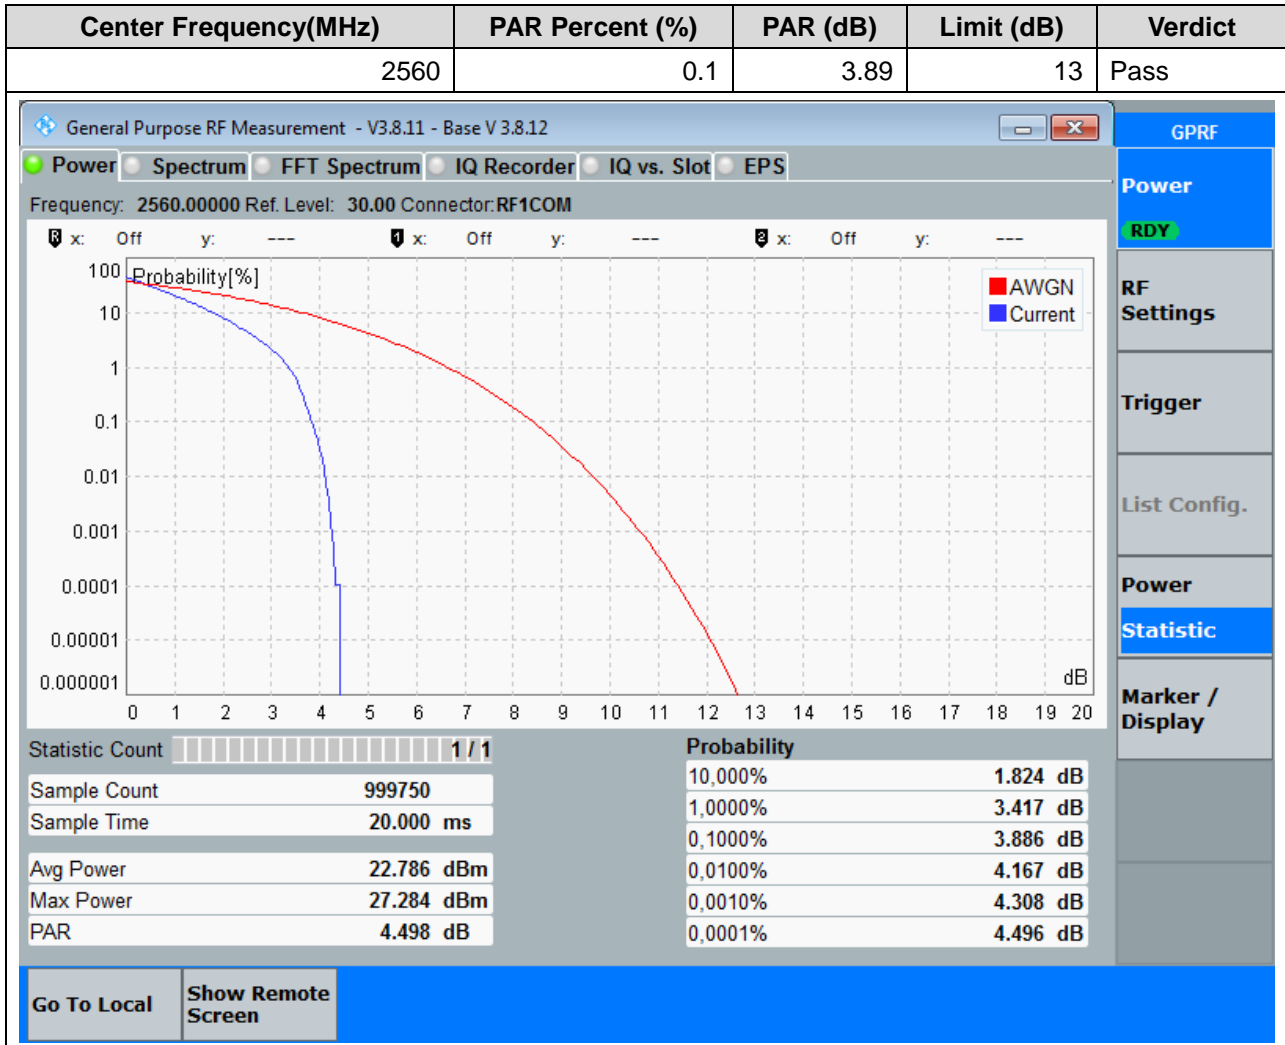 Center Frequency(MHz) PAR Percent (%) PAR (dB) Limit (dB) Verdict
2560 0.1 3.89 13 Pass
General Purpose RF Measurement - V3.8.11 - Base V 3.8.12
GPRF
Power Spectrum FFT Spectrum IQ Recorder IQ vs. Slot EPS
Power
RDY
Frequency: 2560.00000 Ref. Level: 30.00 Connector:RF1COM
R x: Off y: --- 1 x: Off y: --- 2 x: Off y: ---
Probability[%]
100
10
1
0.1
0.01
0.001
0.0001
0.00001
0.000001
AWGN
Current
dB
0 1 2 3 4 5 6 7 8 9 10 11 12 13 14 15 16 17 18 19 20
RF
Settings
Trigger
List Config.
Power
Statistic
Marker /
Display
Statistic Count 1 / 1
Sample Count 999750
Sample Time 20.000 ms
Avg Power 22.786 dBm
Max Power 27.284 dBm
PAR 4.498 dB
Probability
10,000% 1.824 dB
1,0000% 3.417 dB
0,1000% 3.886 dB
0,0100% 4.167 dB
0,0010% 4.308 dB
0,0001% 4.496 dB
Go To Local
Show Remote
Screen